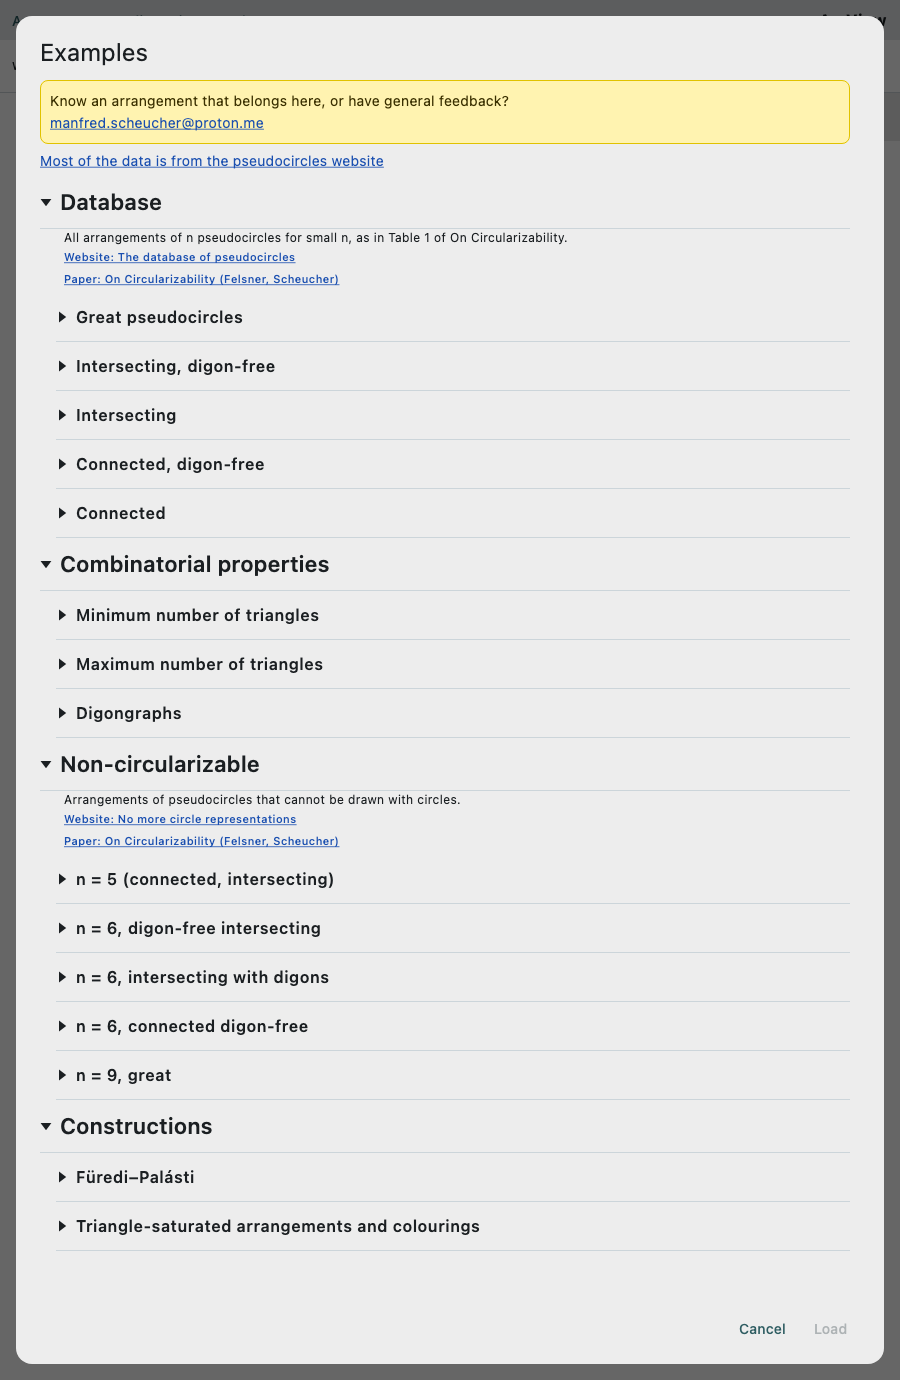 Examples
Know an arrangement that belongs here, or have general feedback?
manfred.scheucher@proton.me
Most of the data is from the pseudocircles website
Database
All arrangements of n pseudocircles for small n, as in Table 1 of On Circularizability.
Website: The database of pseudocircles
Paper: On Circularizability (Felsner, Scheucher)
Great pseudocircles
Intersecting, digon-free
Intersecting
Connected, digon-free
Connected
Combinatorial properties
Minimum number of triangles
Maximum number of triangles
Digongraphs
Non-circularizable
Arrangements of pseudocircles that cannot be drawn with circles.
Website: No more circle representations
Paper: On Circularizability (Felsner, Scheucher)
n = 5 (connected, intersecting)
n = 6, digon-free intersecting
n = 6, intersecting with digons
n = 6, connected digon-free
n = 9, great
Constructions
Füredi–Palásti
Triangle-saturated arrangements and colourings
Cancel Load